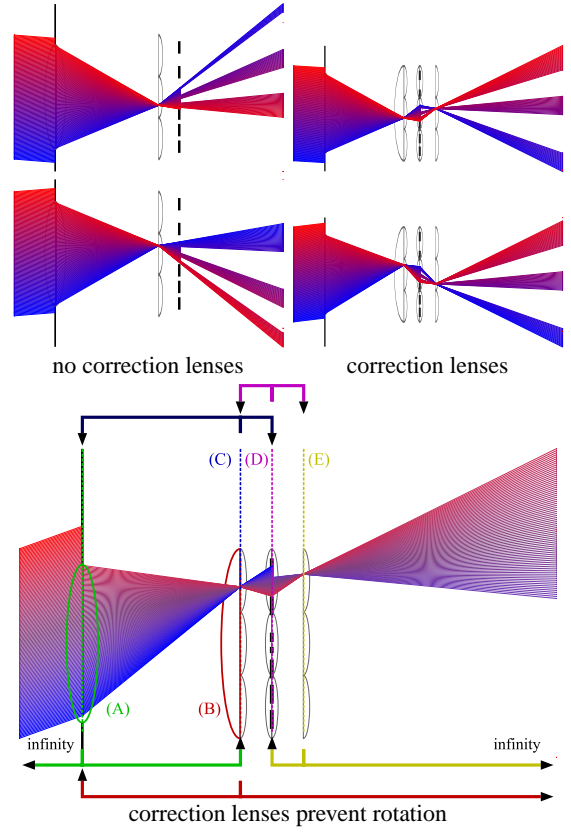 no correction lenses
correction lenses
(C)
(D)
(E)
(A)
(B)
infinity
infinity
correction lenses prevent rotation